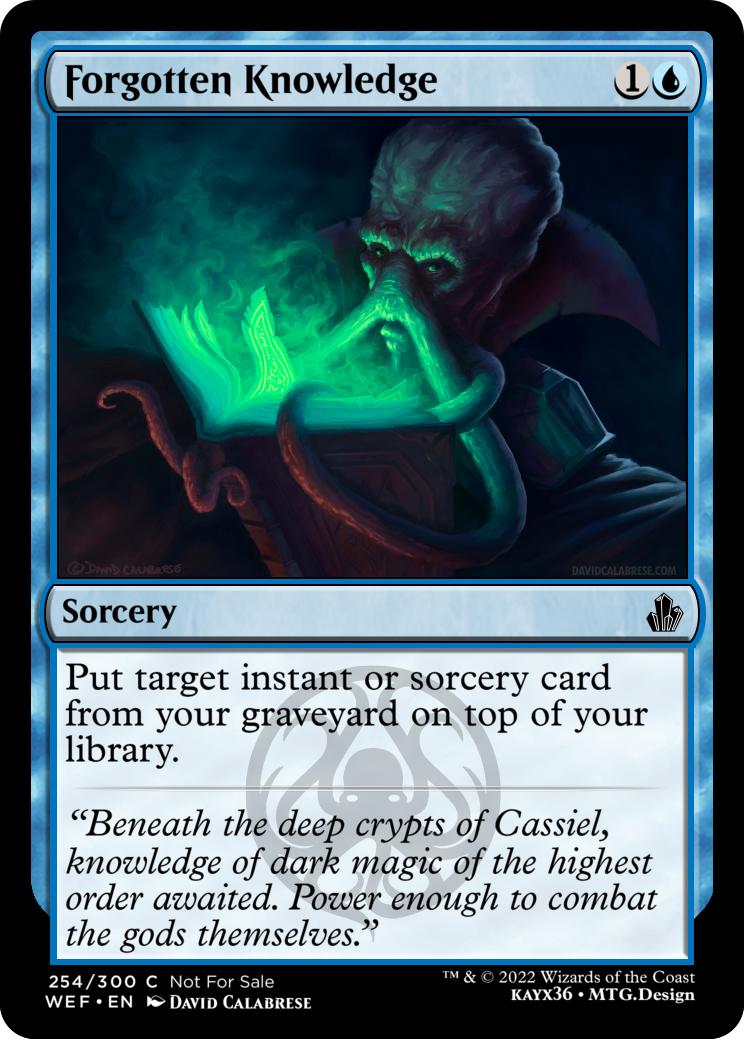 Forgotten Knowledge 1
© DAVID CALABRESE DAVIDCALABRESE.COM
Sorcery
Put target instant or sorcery card
from your graveyard on top of your
library.
“Beneath the deep crypts of Cassiel,
knowledge of dark magic of the highest
order awaited. Power enough to combat
the gods themselves.”
254/300 C Not For Sale ™ & © 2022 Wizards of the Coast
WEF • EN DAVID CALABRESE KAYX36 • MTG.Design